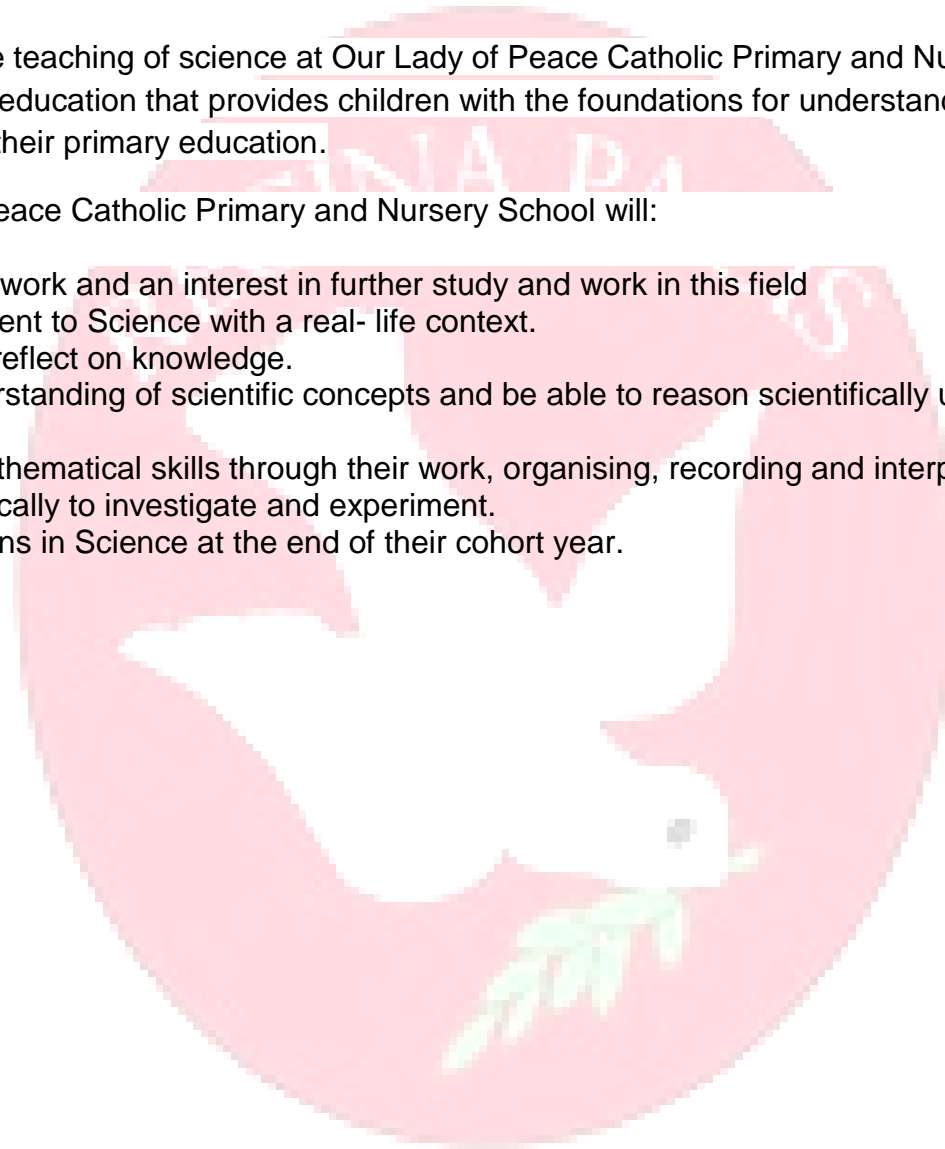 e teaching of science at Our Lady of Peace Catholic Primary and Nu
education that provides children with the foundations for understand
their primary education.
eace Catholic Primary and Nursery School will:
work and an interest in further study and work in this field
ent to Science with a real- life context.
reflect on knowledge.
rstanding of scientific concepts and be able to reason scientifically u
thematical skills through their work, organising, recording and interp
cally to investigate and experiment.
ns in Science at the end of their cohort year.